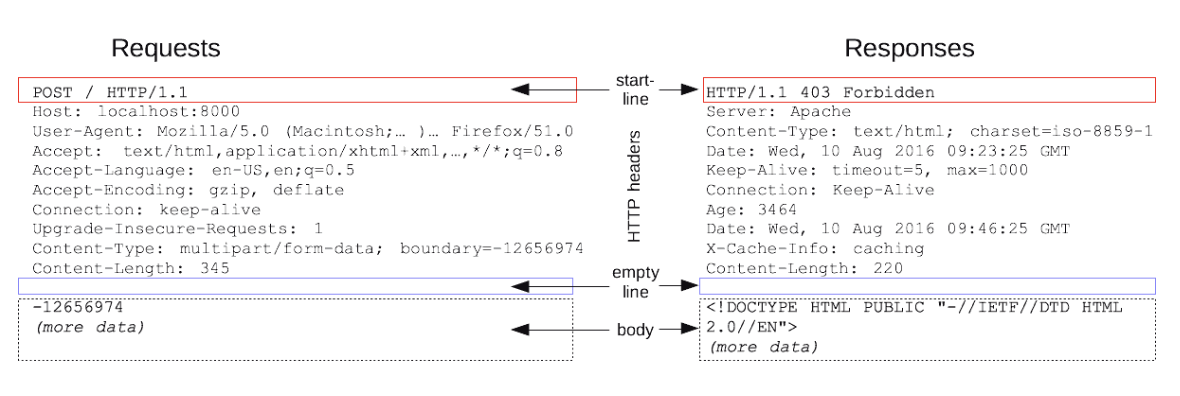 Requests
POST / HTTP/1.1
Host: localhost:8000
User-Agent: Mozilla/5.0 (Macintosh;… )… Firefox/51.0
Accept: text/html,application/xhtml+xml,…,*/*;q=0.8
Accept-Language: en-US,en;q=0.5
Accept-Encoding: gzip, deflate
Connection: keep-alive
Upgrade-Insecure-Requests: 1
Content-Type: multipart/form-data; boundary=-12656974
Content-Length: 345
-12656974
(more data)
start-
line
HTTP headers
empty
line
body
Responses
HTTP/1.1 403 Forbidden
Server: Apache
Content-Type: text/html; charset=iso-8859-1
Date: Wed, 10 Aug 2016 09:23:25 GMT
Keep-Alive: timeout=5, max=1000
Connection: Keep-Alive
Age: 3464
Date: Wed, 10 Aug 2016 09:46:25 GMT
X-Cache-Info: caching
Content-Length: 220
<!DOCTYPE HTML PUBLIC "-//IETF//DTD HTML
2.0//EN">
(more data)